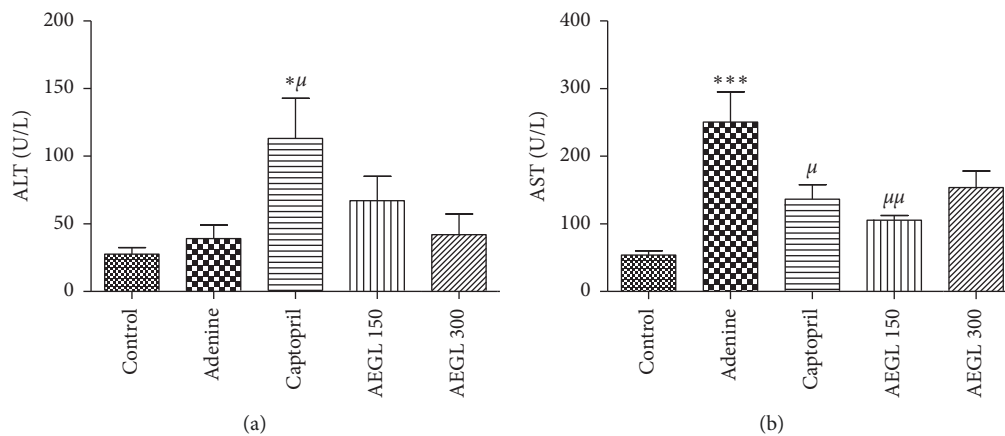 ALT (U/L)
200
150
100
50
0
*μ
Control
Adenine
Captopril
AEGL 150
AEGL 300
(a)
AST (U/L)
400
300
200
100
0
***
μ
μμ
Control
Adenine
Captopril
AEGL 150
AEGL 300
(b)